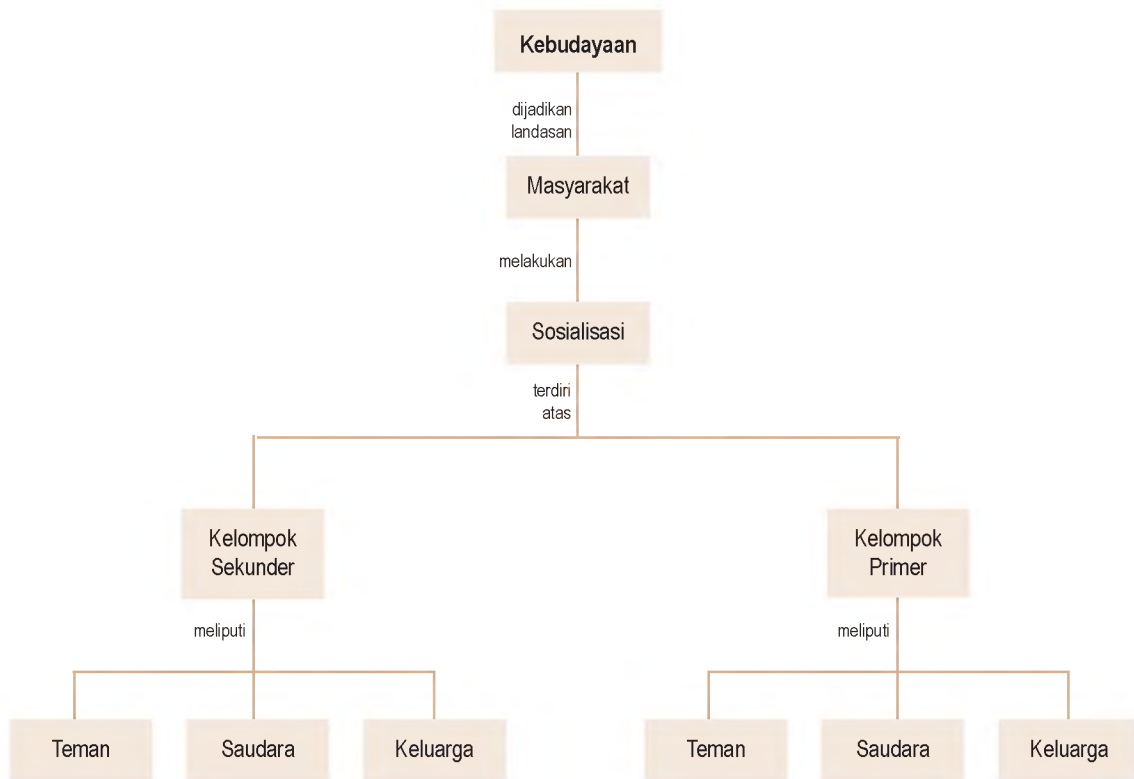 Kebudayaan
dijadikan
landasan
Masyarakat
melakukan
Sosialisasi
terdiri
atas
Kelompok
Sekunder
Kelompok
Primer
meliputi
meliputi
Teman
Saudara
Keluarga
Teman
Saudara
Keluarga